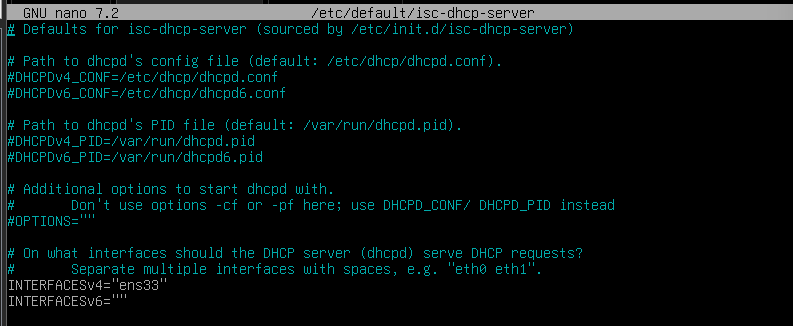 GNU nano 7.2 /etc/default/isc-dhcp-server
# Defaults for isc-dhcp-server (sourced by /etc/init.d/isc-dhcp-server)
# Path to dhcpd's config file (default: /etc/dhcp/dhcpd.conf).
#DHCPDv4_CONF=/etc/dhcp/dhcpd.conf
#DHCPDv6_CONF=/etc/dhcp/dhcpd6.conf
# Path to dhcpd's PID file (default: /var/run/dhcpd.pid).
#DHCPDv4_PID=/var/run/dhcpd.pid
#DHCPDv6_PID=/var/run/dhcpd6.pid
# Additional options to start dhcpd with.
#       Don't use options -cf or -pf here; use DHCPD_CONF/ DHCPD_PID instead
#OPTIONS=""
# On what interfaces should the DHCP server (dhcpd) serve DHCP requests?
#       Separate multiple interfaces with spaces, e.g. "eth0 eth1".
INTERFACESv4="ens33"
INTERFACESv6=""